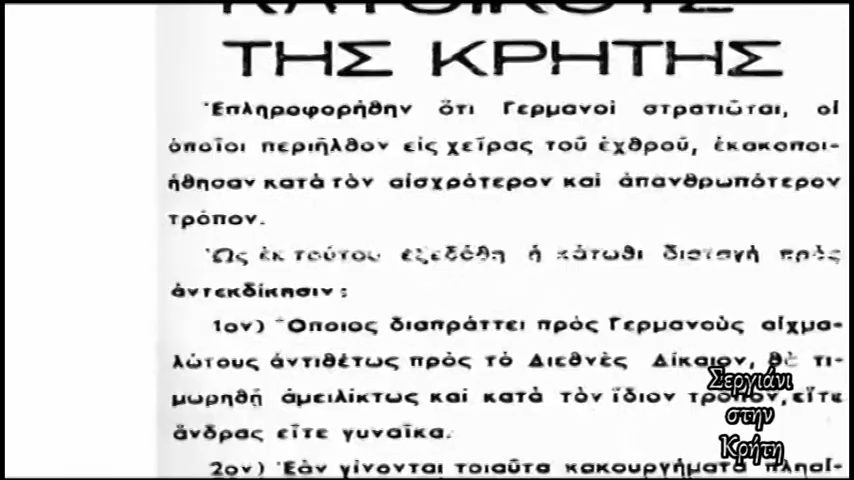 ΚΑΤΟΙΚΟΥΣ
ΤΗΣ ΚΡΗΤΗΣ
Ἐπληροφορήθην ὅτι Γερμανοὶ στρατιῶται, οἱ
ὁποῖοι περιῆλθον εἰς χεῖρας τοῦ ἐχθροῦ, ἐκακοποι-
ήθησαν κατὰ τὸν αἰσχρότερον καὶ ἀπανθρωπότερον
τρόπον.
Ὡς ἐκ τούτου ἐξεδόθη ἡ κάτωθι διαταγὴ πρὸς
ἀντεκδίκησιν :
1ον) Ὅποιος διαπράττει πρὸς Γερμανοὺς αἰχμα-
λώτους ἀντιθέτως πρὸς τὸ Διεθνὲς Δίκαιον, θὰ τι-
μωρηθῇ ἀμειλίκτως καὶ κατὰ τὸν ἴδιον τρόπον, εἴτε
ἄνδρας εἴτε γυναῖκα.
2ον) Ἐὰν γίνονται τοιαῦτα κακουργήματα πλησί-
Σεργιάνι
στην
Κρήτη